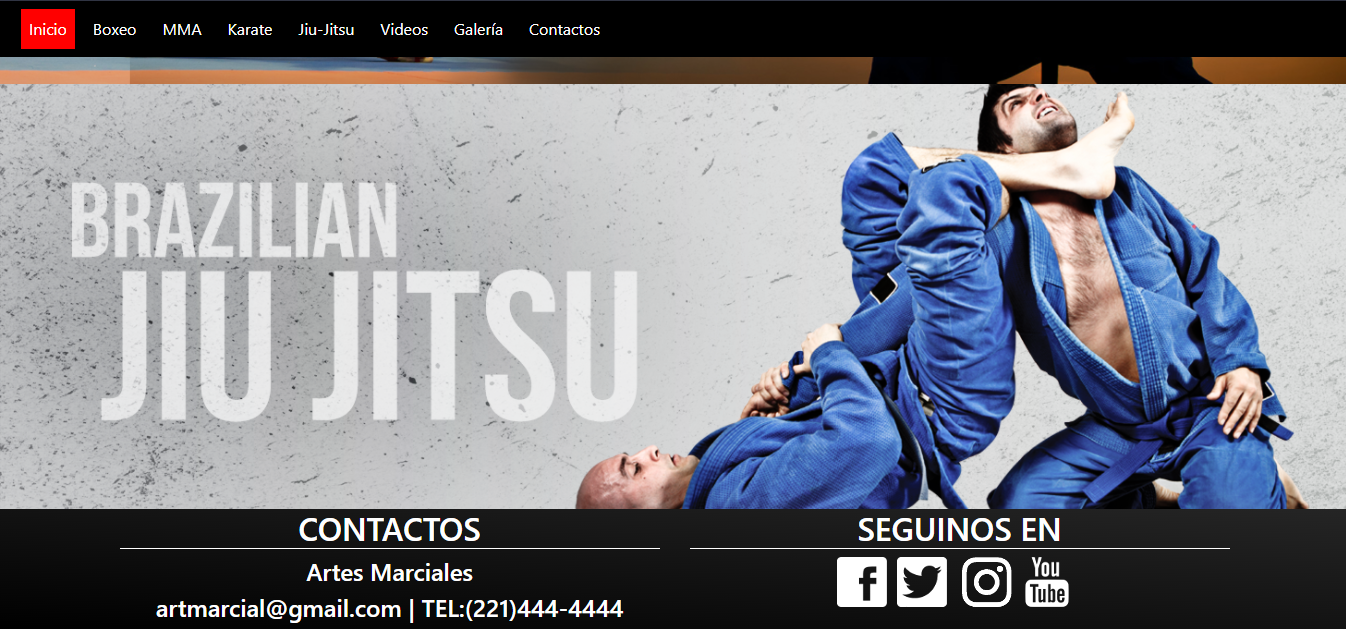 Inicio Boxeo MMA Karate Jiu-Jitsu Videos Galería Contactos
BRAZILIAN
JIU JITSU
CONTACTOS
Artes Marciales
artmarcial@gmail.com | TEL:(221)444-4444
SEGUINOS EN
f
You
Tube